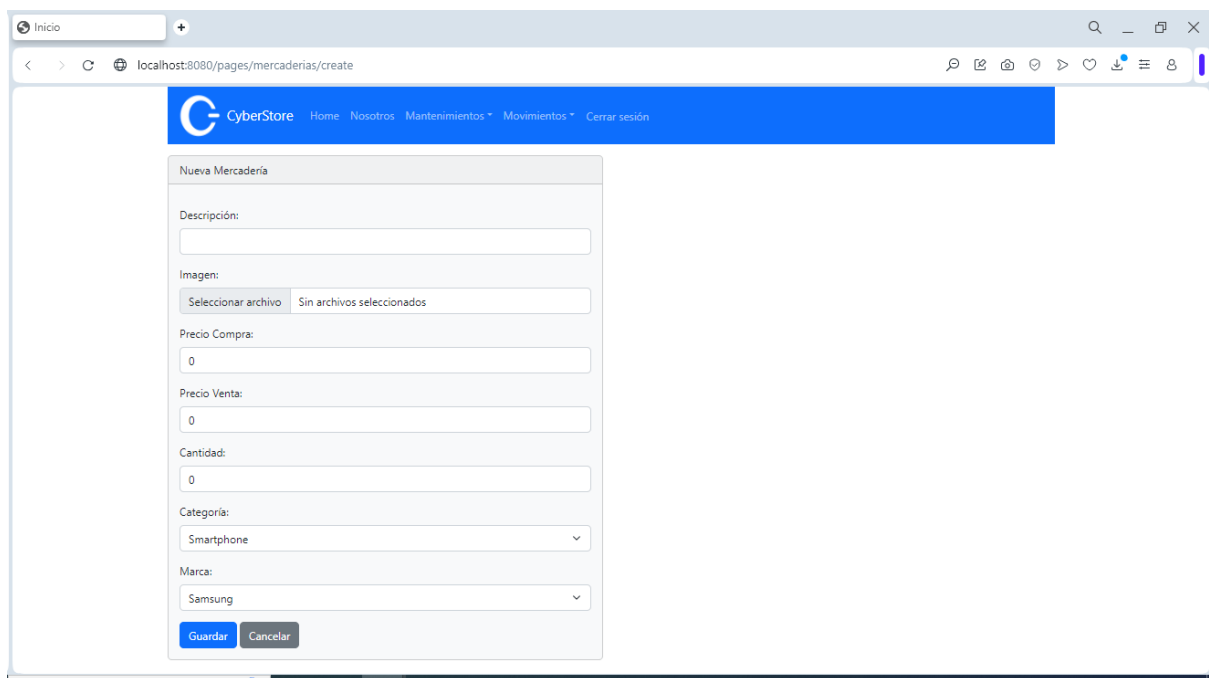 Inicio
localhost:8080/pages/mercaderias/create
CyberStore Home Nosotros Mantenimientos Movimientos Cerrar sesión
Nueva Mercadería
Descripción:
Imagen:
Seleccionar archivo Sin archivos seleccionados
Precio Compra:
0
Precio Venta:
0
Cantidad:
0
Categoría:
Smartphone
Marca:
Samsung
Guardar Cancelar